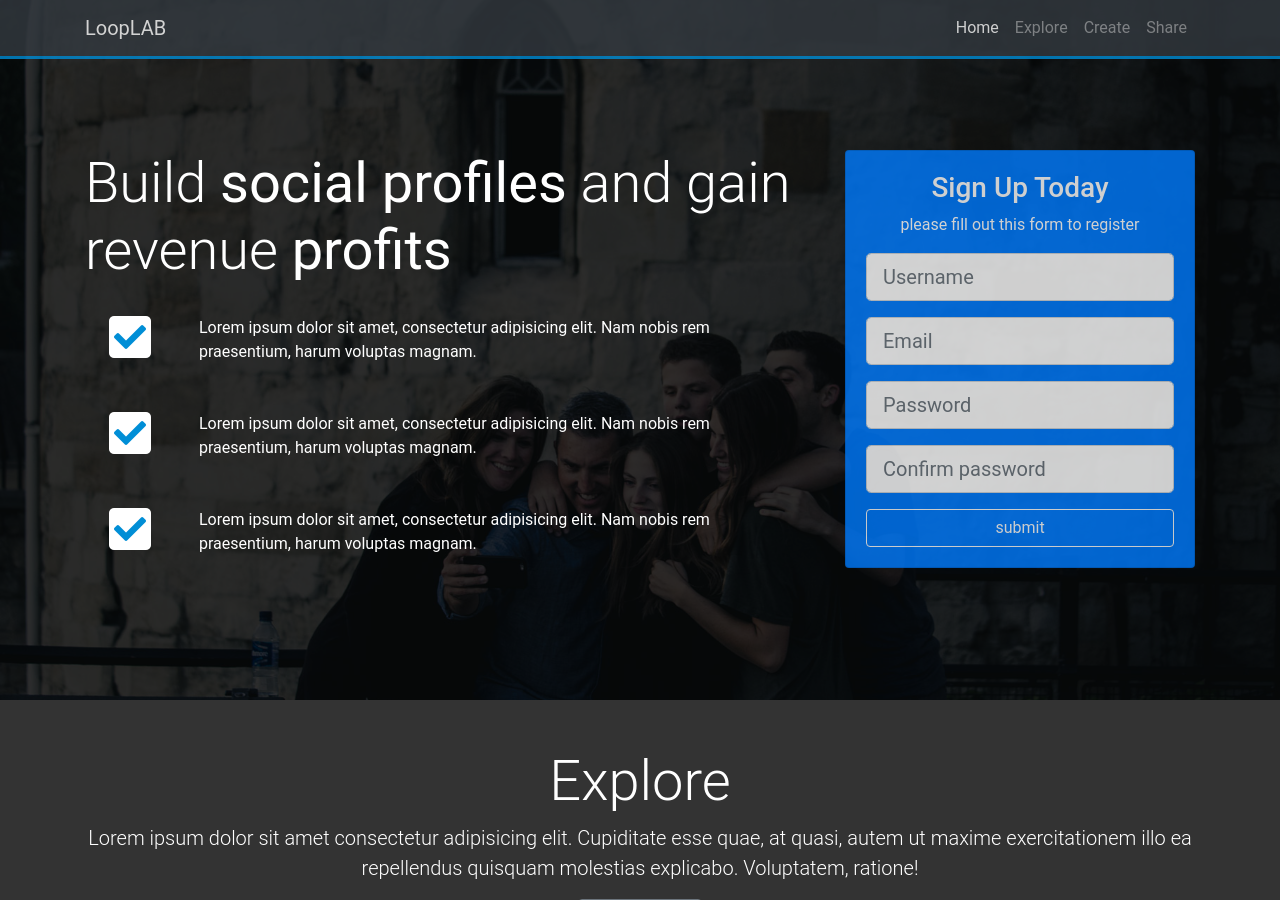 LoopLAB
Home Explore Create Share
Build social profiles and gain
revenue profits
Lorem ipsum dolor sit amet, consectetur adipisicing elit. Nam nobis rem
praesentium, harum voluptas magnam.
Lorem ipsum dolor sit amet, consectetur adipisicing elit. Nam nobis rem
praesentium, harum voluptas magnam.
Lorem ipsum dolor sit amet, consectetur adipisicing elit. Nam nobis rem
praesentium, harum voluptas magnam.
Sign Up Today
please fill out this form to register
Username
Email
Password
Confirm password
submit
Explore
Lorem ipsum dolor sit amet consectetur adipisicing elit. Cupiditate esse quae, at quasi, autem ut maxime exercitationem illo ea
repellendus quisquam molestias explicabo. Voluptatem, ratione!